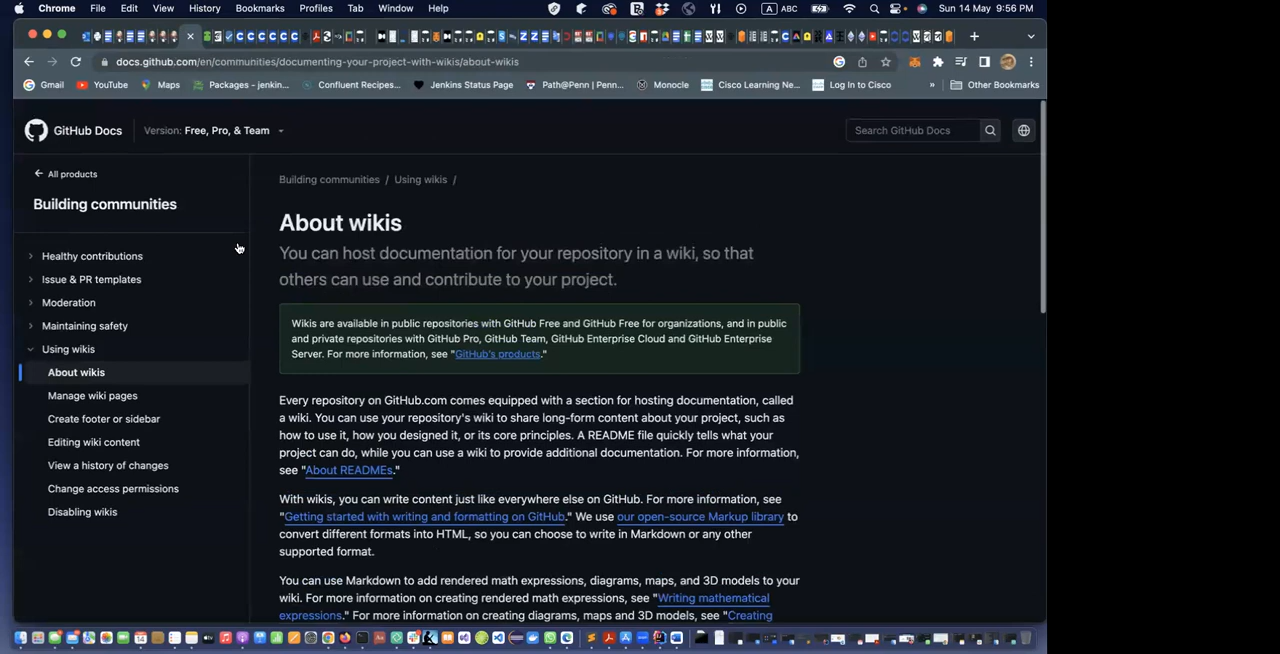 Chrome File Edit View History Bookmarks Profiles Tab Window Help A ABC Sun 14 May 9:56 PM
docs.github.com/en/communities/documenting-your-project-with-wikis/about-wikis
Gmail YouTube Maps Packages - jenkin... Confluent Recipes... Jenkins Status Page Path@Penn | Penn... Monocle Cisco Learning Ne... Log In to Cisco » Other Bookmarks
GitHub Docs Version: Free, Pro, & Team Search GitHub Docs
← All products
Building communities
Healthy contributions
Issue & PR templates
Moderation
Maintaining safety
Using wikis
About wikis
Manage wiki pages
Create footer or sidebar
Editing wiki content
View a history of changes
Change access permissions
Disabling wikis
Building communities / Using wikis /
About wikis
You can host documentation for your repository in a wiki, so that
others can use and contribute to your project.
Wikis are available in public repositories with GitHub Free and GitHub Free for organizations, and in public
and private repositories with GitHub Pro, GitHub Team, GitHub Enterprise Cloud and GitHub Enterprise
Server. For more information, see "GitHub's products."
Every repository on GitHub.com comes equipped with a section for hosting documentation, called
a wiki. You can use your repository's wiki to share long-form content about your project, such as
how to use it, how you designed it, or its core principles. A README file quickly tells what your
project can do, while you can use a wiki to provide additional documentation. For more information,
see "About READMEs."
With wikis, you can write content just like everywhere else on GitHub. For more information, see
"Getting started with writing and formatting on GitHub." We use our open-source Markup library to
convert different formats into HTML, so you can choose to write in Markdown or any other
supported format.
You can use Markdown to add rendered math expressions, diagrams, maps, and 3D models to your
wiki. For more information on creating rendered math expressions, see "Writing mathematical
expressions." For more information on creating diagrams, maps and 3D models, see "Creating